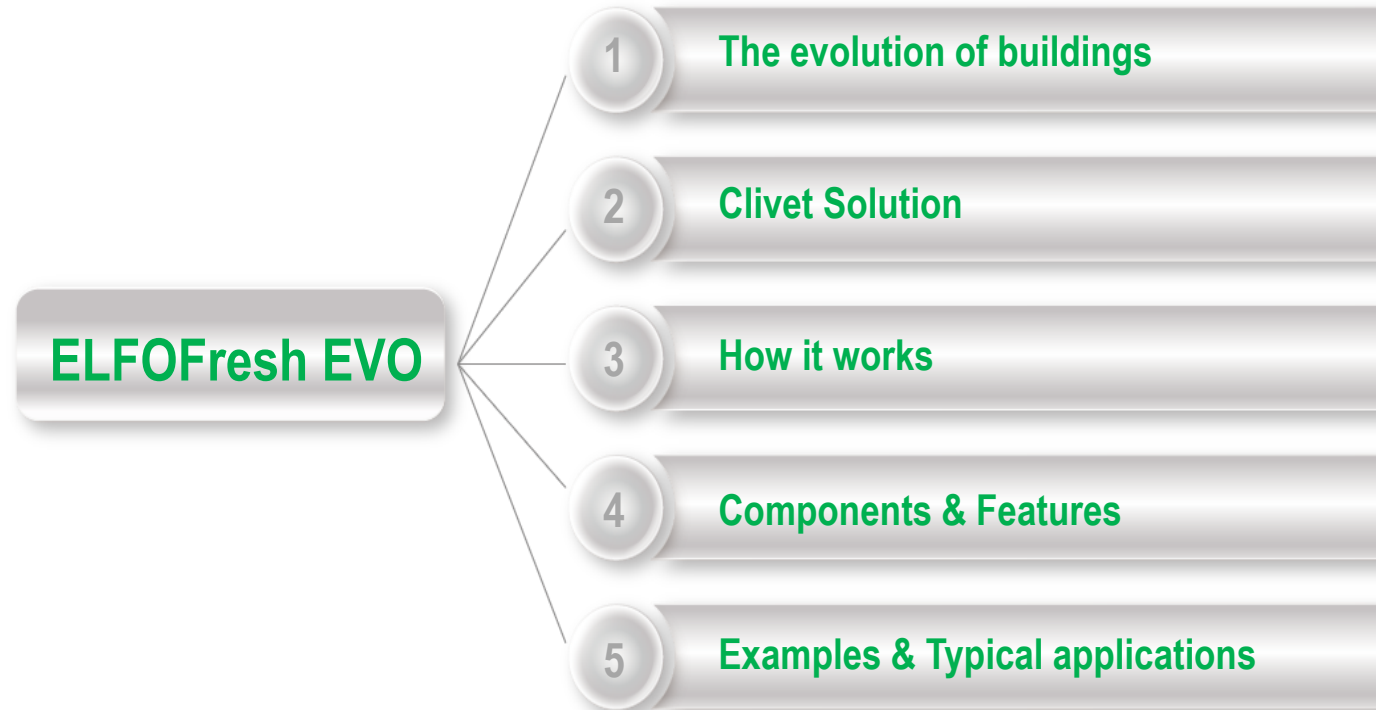 1
The evolution of buildings
2
Clivet Solution
ELFOFresh EVO
3
How it works
4
Components & Features
5
Examples & Typical applications